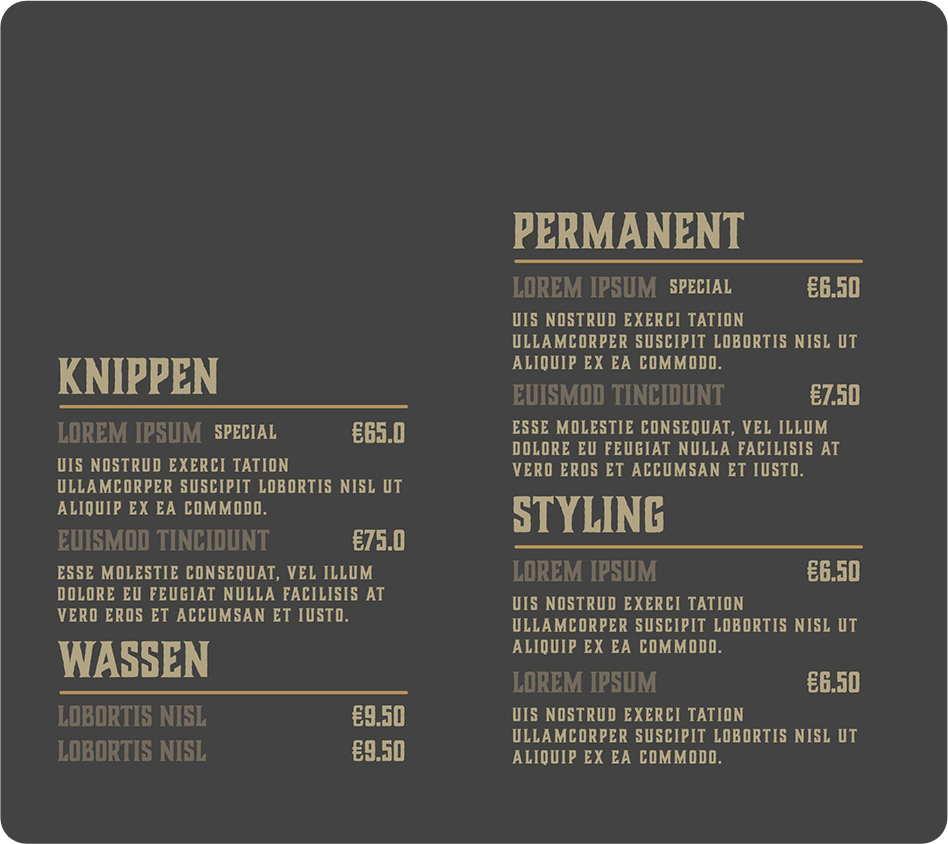 KNIPPEN
LOREM IPSUM SPECIAL €65.0
UIS NOSTRUD EXERCI TATION
ULLAMCORPER SUSCIPIT LOBORTIS NISL UT
ALIQUIP EX EA COMMODO.
EUISMOD TINCIDUNT €75.0
ESSE MOLESTIE CONSEQUAT, VEL ILLUM
DOLORE EU FEUGIAT NULLA FACILISIS AT
VERO EROS ET ACCUMSAN ET IUSTO.
WASSEN
LOBORTIS NISL €9.50
LOBORTIS NISL €9.50
PERMANENT
LOREM IPSUM SPECIAL €6.50
UIS NOSTRUD EXERCI TATION
ULLAMCORPER SUSCIPIT LOBORTIS NISL UT
ALIQUIP EX EA COMMODO.
EUISMOD TINCIDUNT €7.50
ESSE MOLESTIE CONSEQUAT, VEL ILLUM
DOLORE EU FEUGIAT NULLA FACILISIS AT
VERO EROS ET ACCUMSAN ET IUSTO.
STYLING
LOREM IPSUM €6.50
UIS NOSTRUD EXERCI TATION
ULLAMCORPER SUSCIPIT LOBORTIS NISL UT
ALIQUIP EX EA COMMODO.
LOREM IPSUM €6.50
UIS NOSTRUD EXERCI TATION
ULLAMCORPER SUSCIPIT LOBORTIS NISL UT
ALIQUIP EX EA COMMODO.